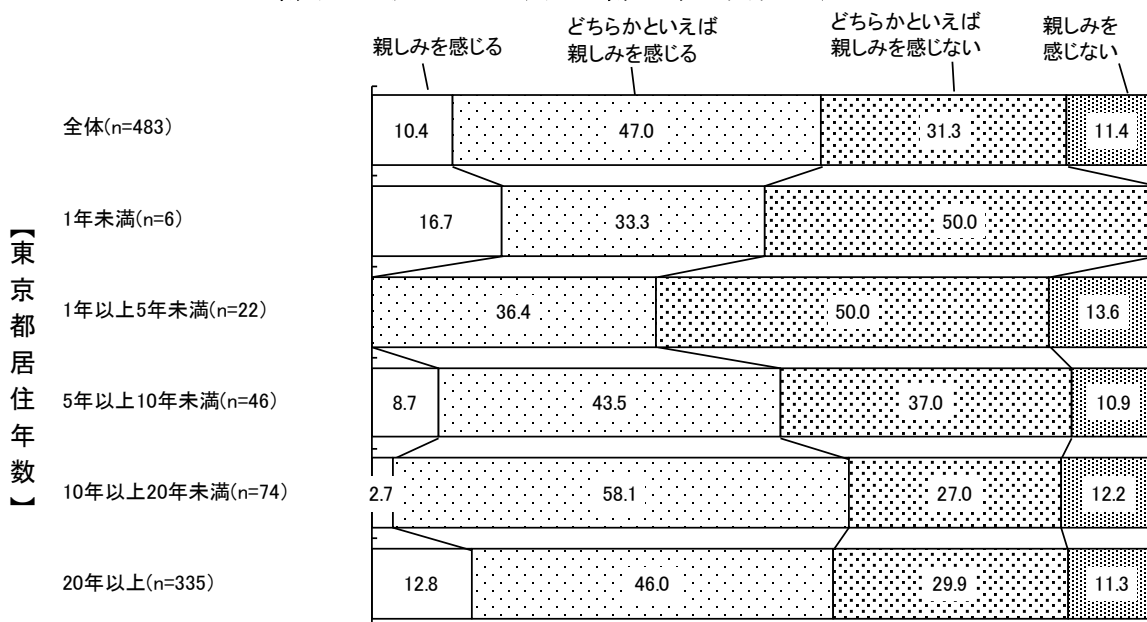 親しみを感じる
どちらかといえば
親しみを感じる
どちらかといえば
親しみを感じない
親しみを
感じない
【東京都居住年数】
全体(n=483)
10.4
47.0
31.3
11.4
1年未満(n=6)
16.7
33.3
50.0
1年以上5年未満(n=22)
36.4
50.0
13.6
5年以上10年未満(n=46)
8.7
43.5
37.0
10.9
10年以上20年未満(n=74)
2.7
58.1
27.0
12.2
20年以上(n=335)
12.8
46.0
29.9
11.3